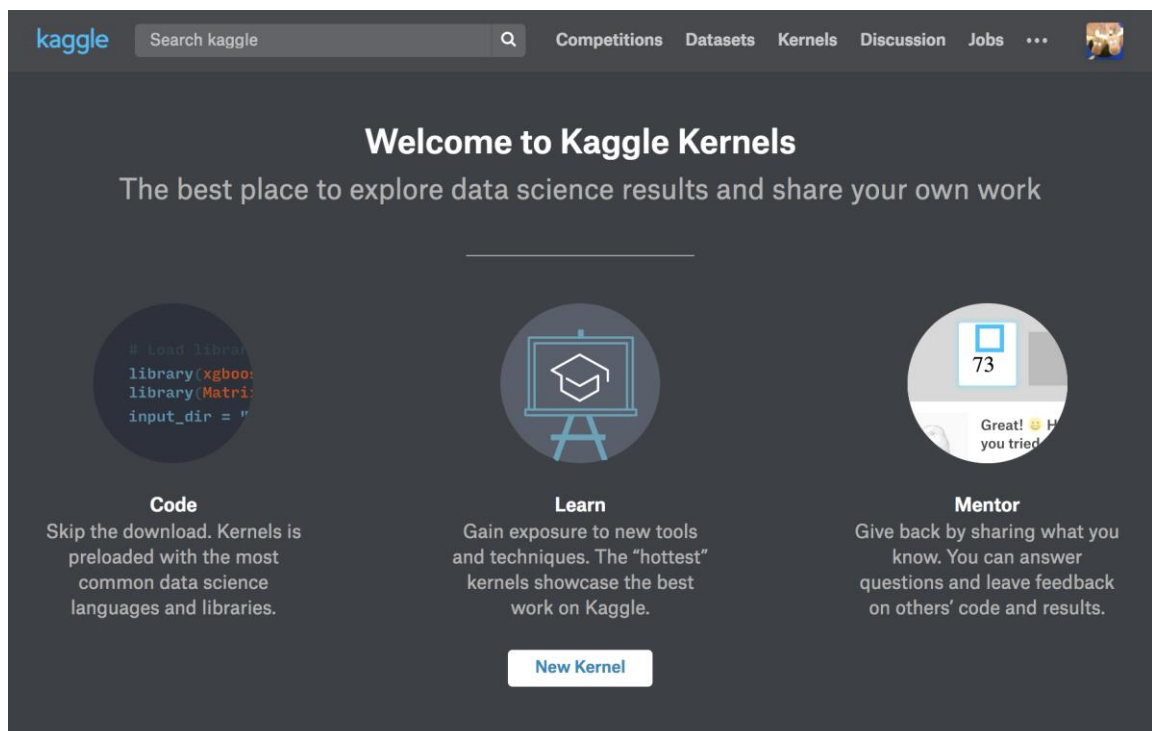 kaggle Search kaggle Competitions Datasets Kernels Discussion Jobs •••
Welcome to Kaggle Kernels
The best place to explore data science results and share your own work
# Load librar
library(xgboos
library(Matri
input_dir = "
73
Great! 😃 H
you tried
Code
Skip the download. Kernels is
preloaded with the most
common data science
languages and libraries.
Learn
Gain exposure to new tools
and techniques. The “hottest”
kernels showcase the best
work on Kaggle.
Mentor
Give back by sharing what you
know. You can answer
questions and leave feedback
on others’ code and results.
New Kernel